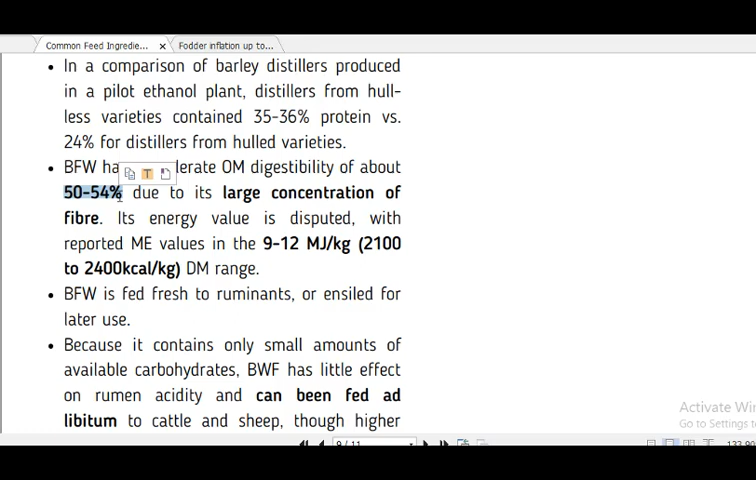 Common Feed Ingredie...
Fodder inflation up to...
• In a comparison of barley distillers produced
in a pilot ethanol plant, distillers from hull-
less varieties contained 35-36% protein vs.
24% for distillers from hulled varieties.
• BFW ha derate OM digestibility of about
50-54% due to its large concentration of
fibre. Its energy value is disputed, with
reported ME values in the 9-12 MJ/kg (2100
to 2400kcal/kg) DM range.
• BFW is fed fresh to ruminants, or ensiled for
later use.
• Because it contains only small amounts of
available carbohydrates, BWF has little effect
on rumen acidity and can been fed ad
libitum to cattle and sheep, though higher
Activate Win
Go to Settings to
9 / 11
133.90